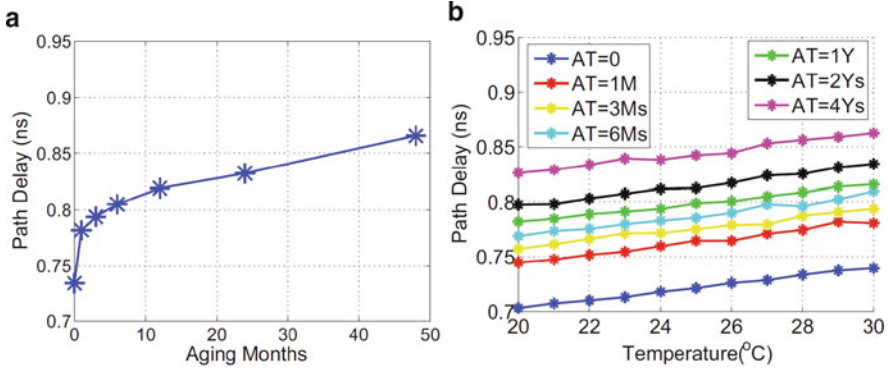 a
0.95
0.9
0.85
0.8
0.75
0.7
Path Delay (ns)
0 10 20 30 40 50
Aging Months
b
0.95
0.9
0.85
0.8
0.75
0.7
Path Delay (ns)
AT=0
AT=1M
AT=3Ms
AT=6Ms
AT=1Y
AT=2Ys
AT=4Ys
20 22 24 26 28 30
Temperature(°C)